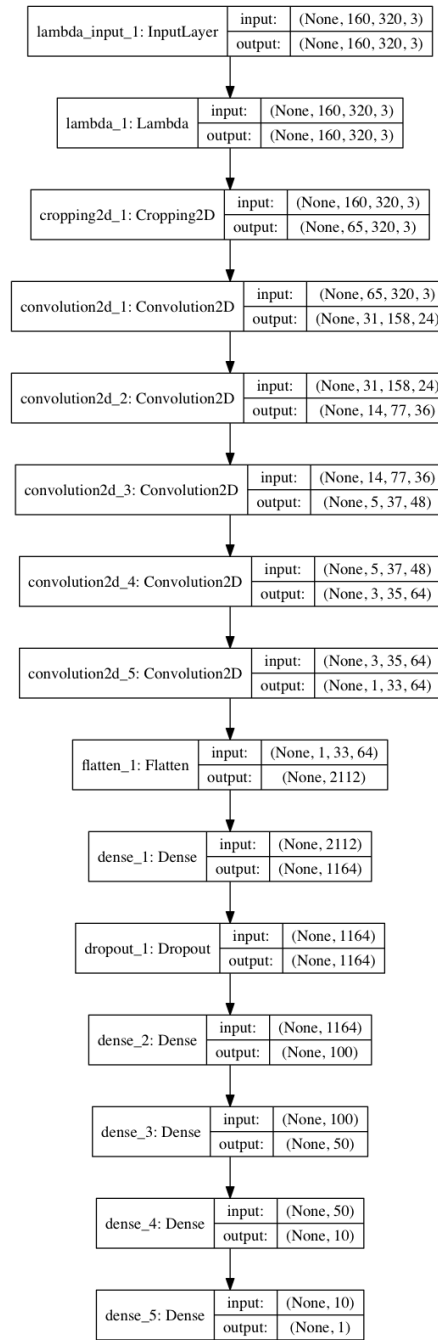 lambda_input_1: InputLayer
input: (None, 160, 320, 3)
output: (None, 160, 320, 3)
lambda_1: Lambda
input: (None, 160, 320, 3)
output: (None, 160, 320, 3)
cropping2d_1: Cropping2D
input: (None, 160, 320, 3)
output: (None, 65, 320, 3)
convolution2d_1: Convolution2D
input: (None, 65, 320, 3)
output: (None, 31, 158, 24)
convolution2d_2: Convolution2D
input: (None, 31, 158, 24)
output: (None, 14, 77, 36)
convolution2d_3: Convolution2D
input: (None, 14, 77, 36)
output: (None, 5, 37, 48)
convolution2d_4: Convolution2D
input: (None, 5, 37, 48)
output: (None, 3, 35, 64)
convolution2d_5: Convolution2D
input: (None, 3, 35, 64)
output: (None, 1, 33, 64)
flatten_1: Flatten
input: (None, 1, 33, 64)
output: (None, 2112)
dense_1: Dense
input: (None, 2112)
output: (None, 1164)
dropout_1: Dropout
input: (None, 1164)
output: (None, 1164)
dense_2: Dense
input: (None, 1164)
output: (None, 100)
dense_3: Dense
input: (None, 100)
output: (None, 50)
dense_4: Dense
input: (None, 50)
output: (None, 10)
dense_5: Dense
input: (None, 10)
output: (None, 1)